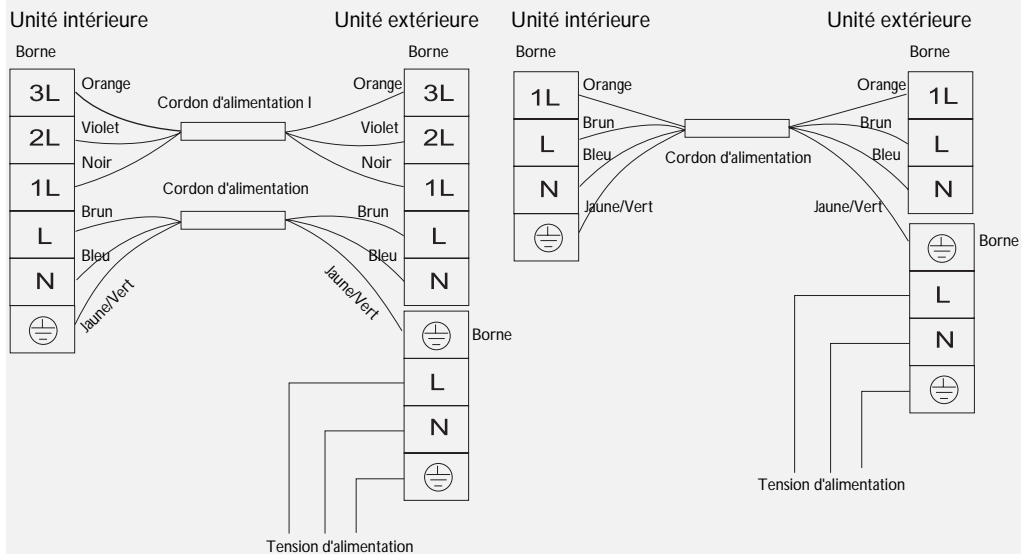 Unité intérieure
Unité extérieure
Borne
Borne
3L
Orange
Cordon d'alimentation I
Orange
3L
2L
Violet
Violet
2L
Noir
Noir
1L
Cordon d'alimentation
1L
Brun
Brun
L
L
Bleu
Bleu
N
N
Jaune/Vert
Jaune/Vert
Borne
L
N
Tension d'alimentation
Unité intérieure
Unité extérieure
Borne
Borne
1L
Orange
Orange
1L
Brun
Brun
L
Cordon d'alimentation
L
Bleu
Bleu
N
N
Jaune/Vert
Jaune/Vert
Borne
L
N
Tension d'alimentation